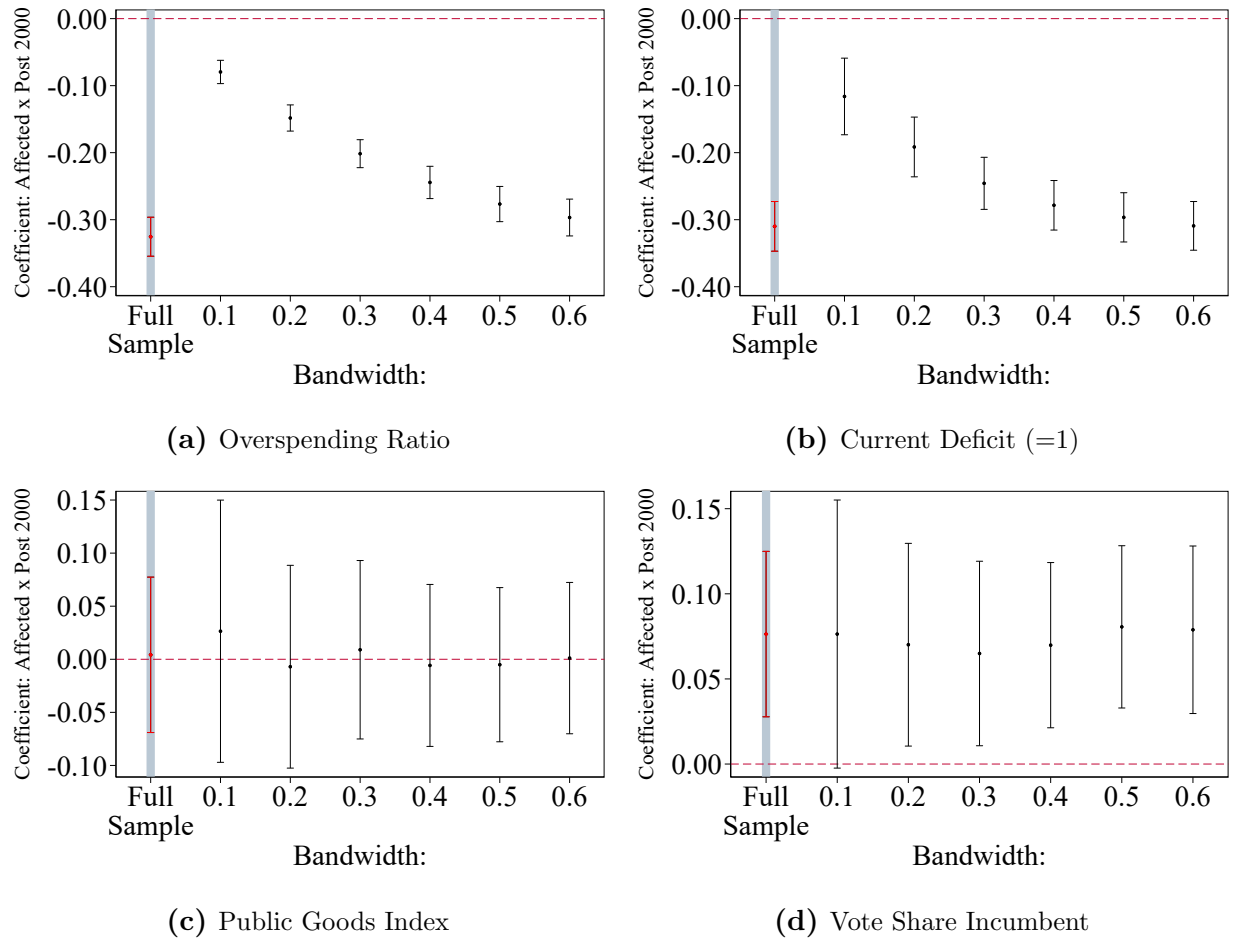 Coefficient: Affected x Post 2000
0.00
-0.10
-0.20
-0.30
-0.40
Full Sample
0.1
0.2
0.3
0.4
0.5
0.6
Bandwidth:
(a) Overspending Ratio
Coefficient: Affected x Post 2000
0.00
-0.10
-0.20
-0.30
-0.40
Full Sample
0.1
0.2
0.3
0.4
0.5
0.6
Bandwidth:
(b) Current Deficit (=1)
Coefficient: Affected x Post 2000
0.15
0.10
0.05
0.00
-0.05
-0.10
Full Sample
0.1
0.2
0.3
0.4
0.5
0.6
Bandwidth:
(c) Public Goods Index
Coefficient: Affected x Post 2000
0.15
0.10
0.05
0.00
Full Sample
0.1
0.2
0.3
0.4
0.5
0.6
Bandwidth:
(d) Vote Share Incumbent